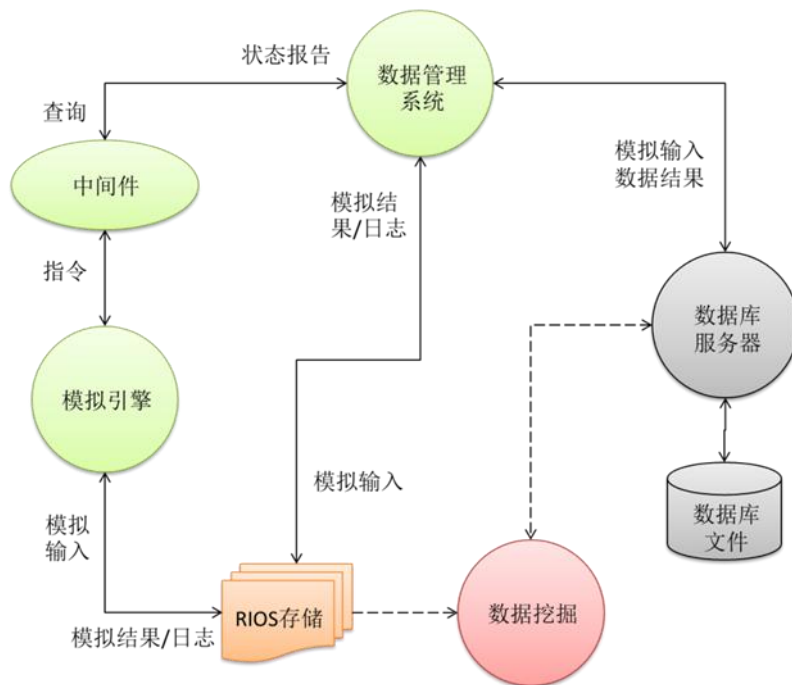 状态报告
数据管理
系统
查询
模拟输入
数据结果
中间件
模拟结
果/日志
指令
数据库
服务器
模拟引擎
模拟输入
模拟
输入
数据库
文件
RIOS存储
数据挖掘
模拟结果/日志